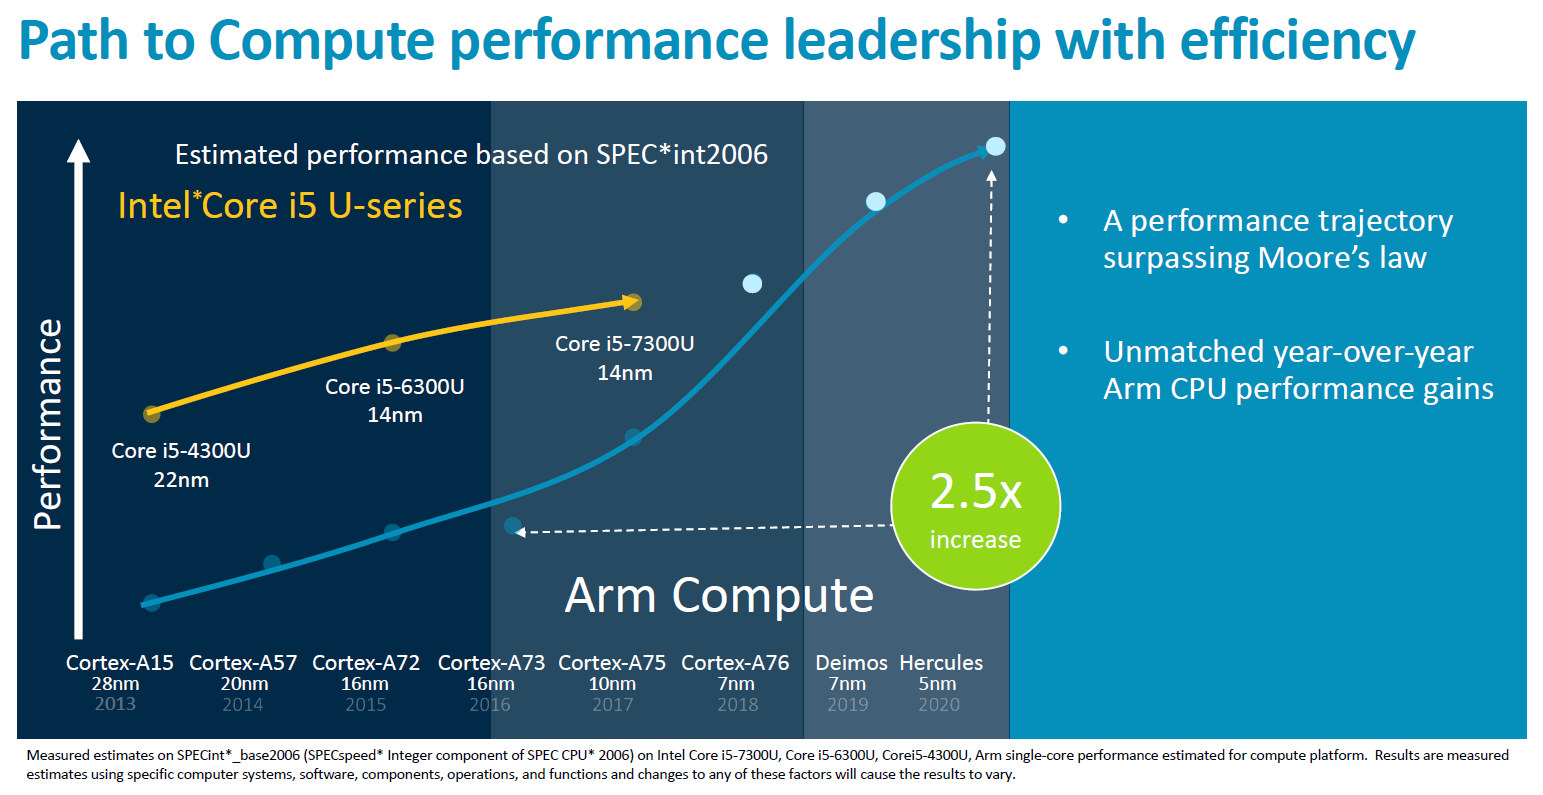 Path to Compute performance leadership with efficiency
Estimated performance based on SPEC*int2006
Intel*Core i5 U-series
Performance
Core i5-4300U
22nm
Core i5-6300U
14nm
Core i5-7300U
14nm
2.5x
increase
Arm Compute
Cortex-A15 Cortex-A57 Cortex-A72 Cortex-A73 Cortex-A75 Cortex-A76 Deimos Hercules
28nm 20nm 16nm 16nm 10nm 7nm 7nm 5nm
2013 2014 2015 2016 2017 2018 2019 2020
• A performance trajectory
surpassing Moore’s law
• Unmatched year-over-year
Arm CPU performance gains
Measured estimates on SPECint*_base2006 (SPECspeed* Integer component of SPEC CPU* 2006) on Intel Core i5-7300U, Core i5-6300U, Corei5-4300U, Arm single-core performance estimated for compute platform.  Results are measured
estimates using specific computer systems, software, components, operations, and functions and changes to any of these factors will cause the results to vary.